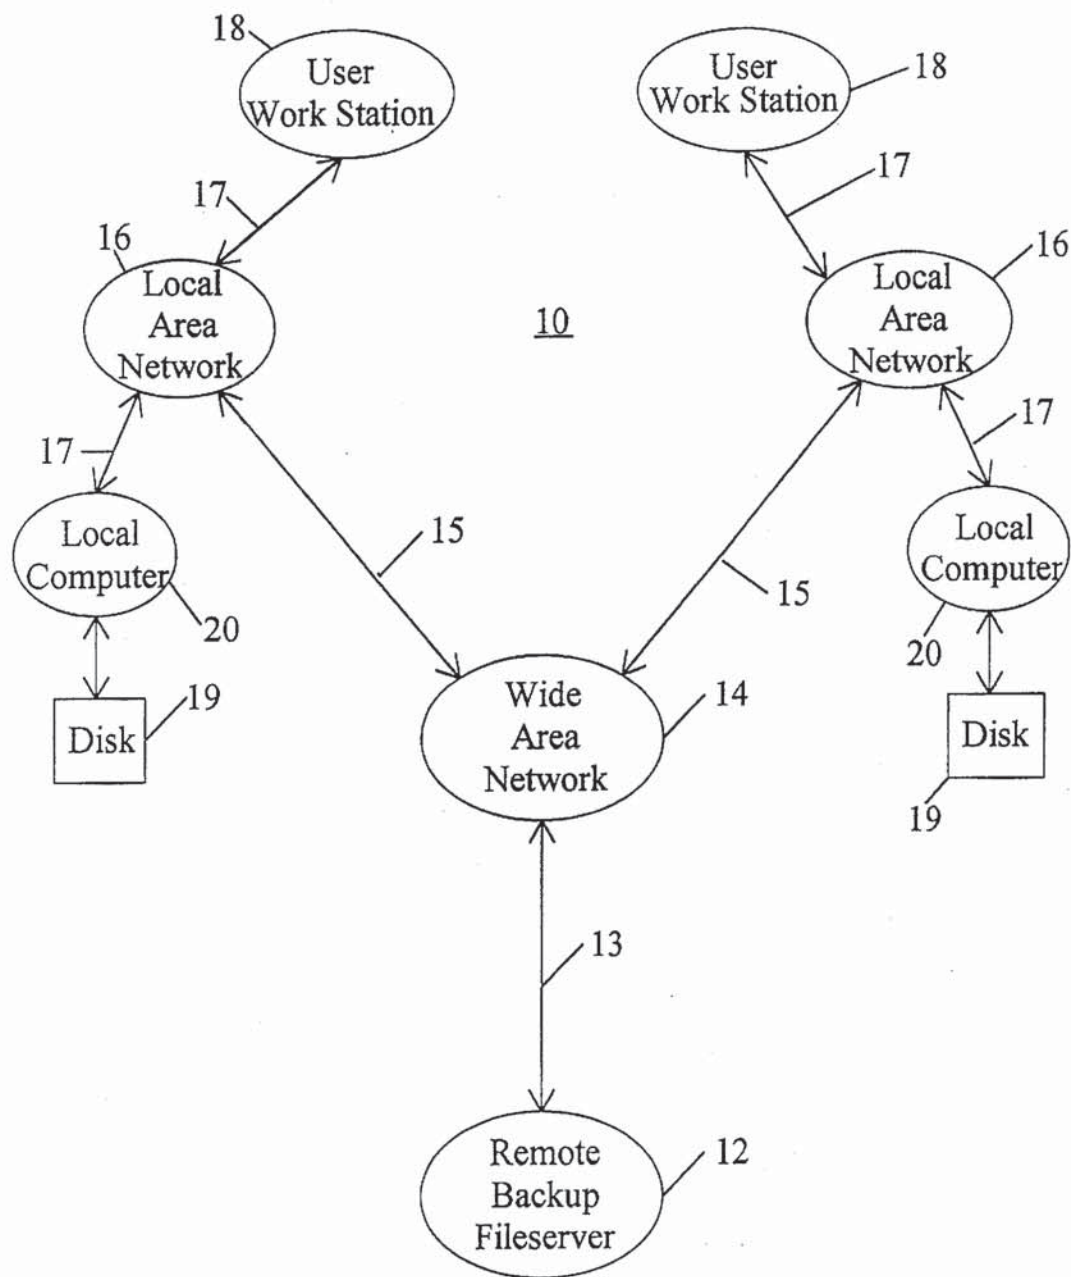 18
User
Work Station
User
Work Station
18
17
17
16
Local
Area
Network
10
Local
Area
Network
16
17
17
Local
Computer
20
15
15
Local
Computer
20
Disk
19
Wide
Area
Network
14
Disk
19
13
Remote
Backup
Fileserver
12